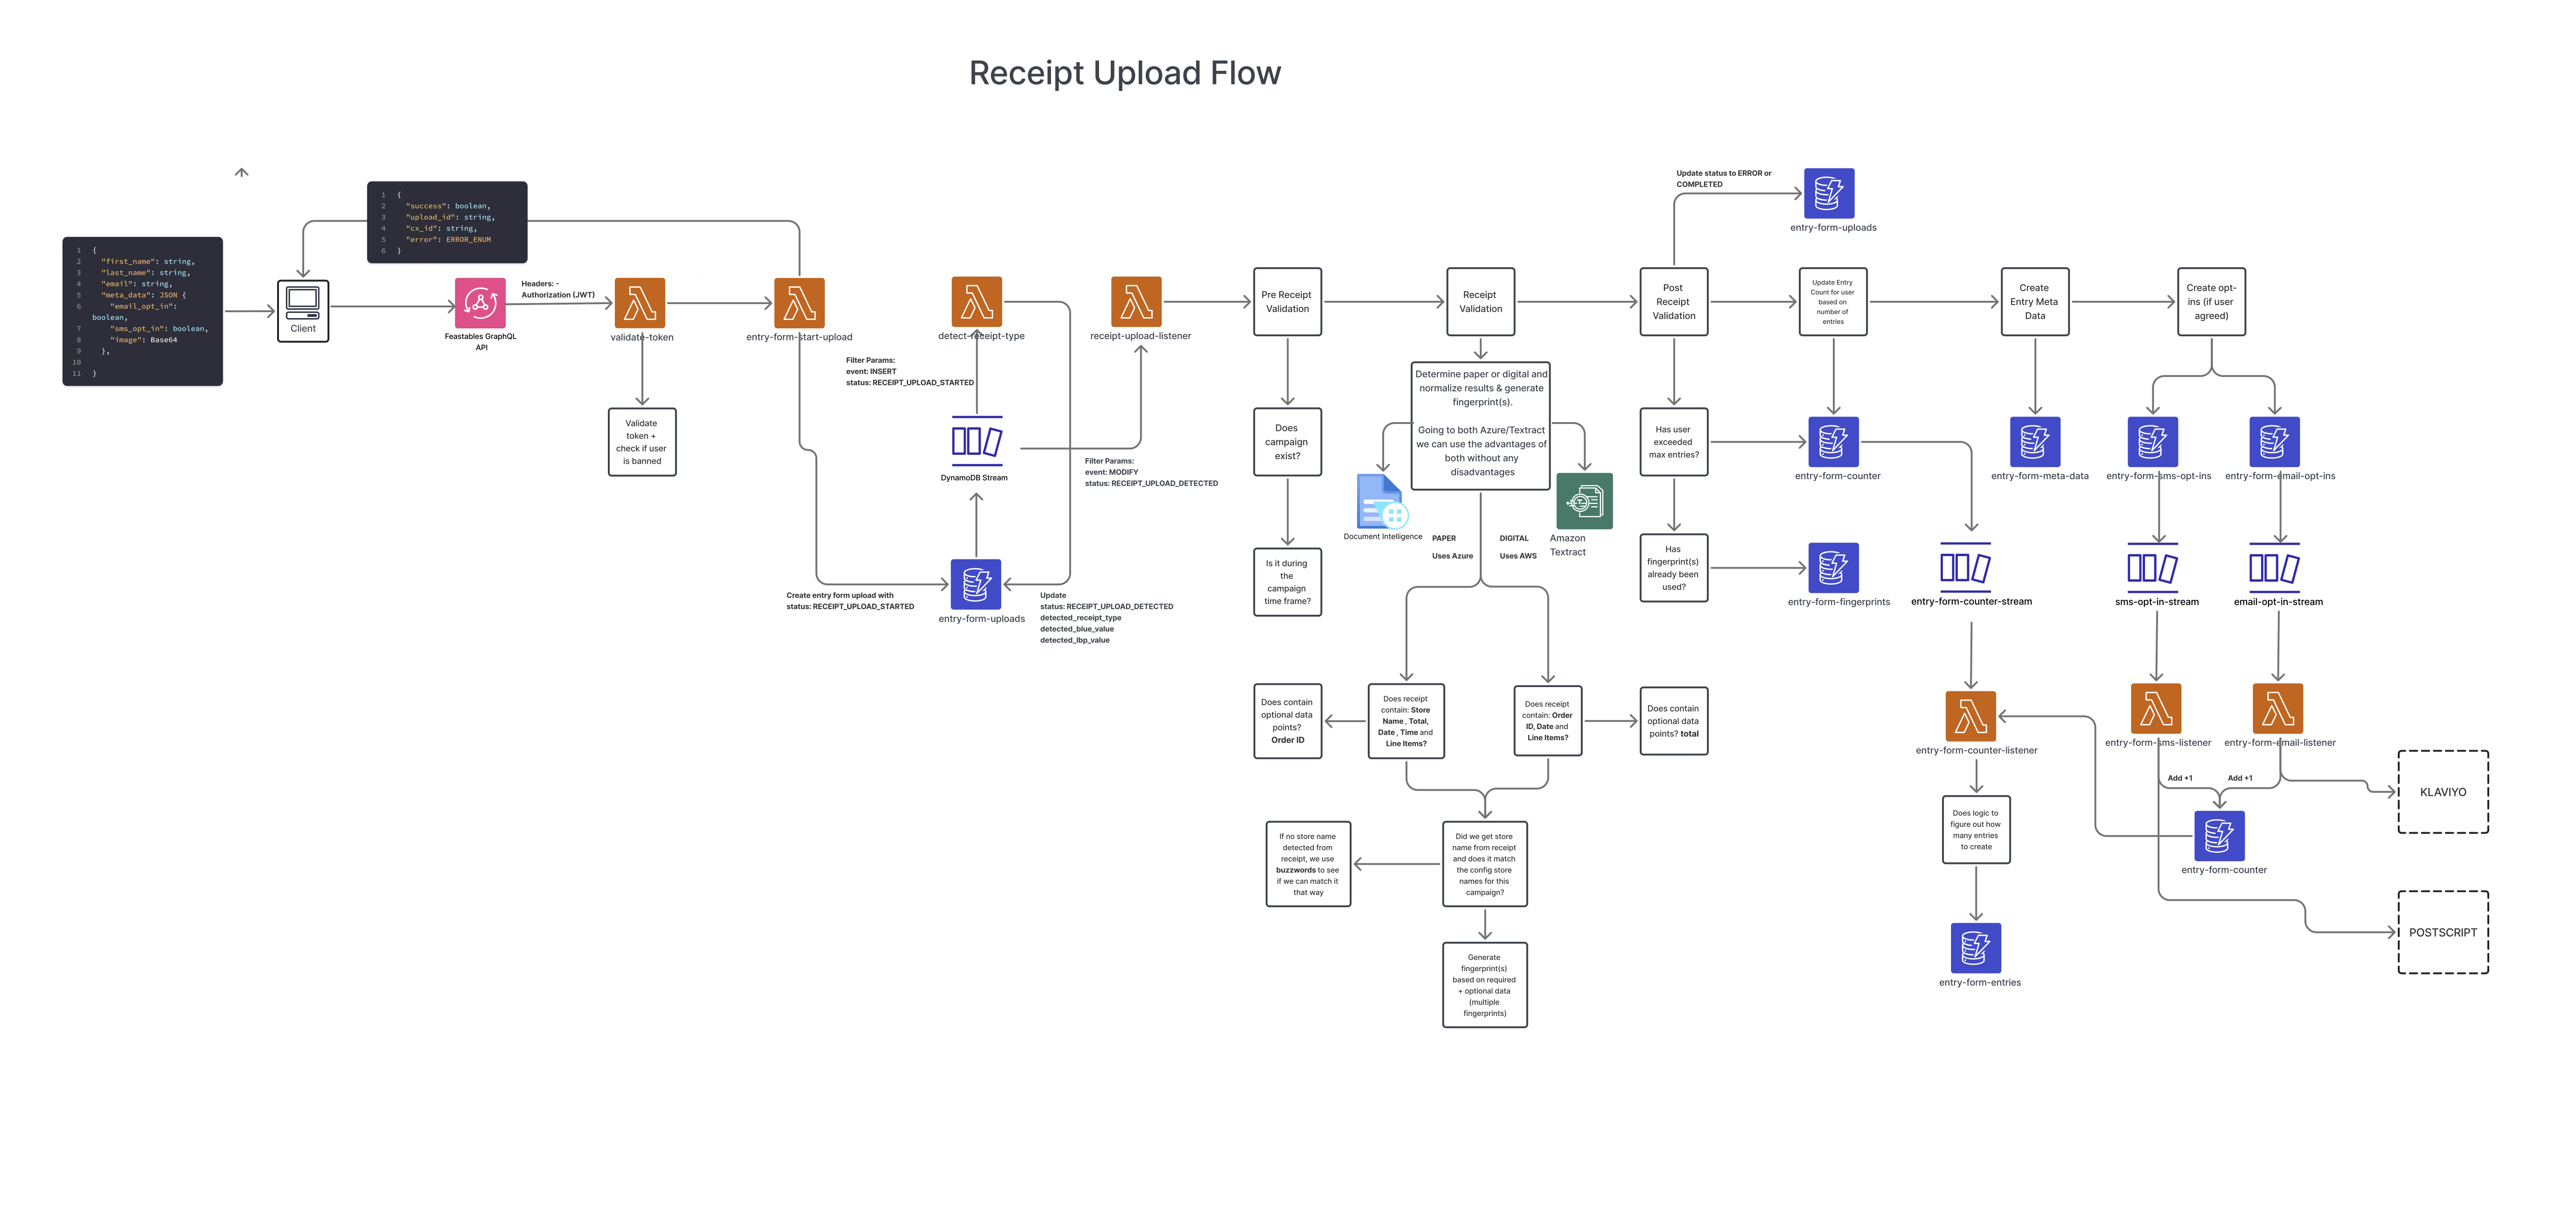 Receipt Upload Flow
1 {
2 "success": boolean,
3 "upload_id": string,
4 "cx_id": string,
5 "error": ERROR_ENUM
6 }
1 {
2 "first_name": string,
3 "last_name": string,
4 "email": string,
5 "meta_data": JSON {
6 "email_opt_in":
boolean,
7 "sms_opt_in": boolean,
8 "image": Base64
9 },
10
11 }
Client
Feastables GraphQL
API
Headers: -
Authorization (JWT)
validate-token
Validate
token +
check if user
is banned
entry-form-start-upload
Create entry form upload with
status: RECEIPT_UPLOAD_STARTED
detect-receipt-type
Filter Params:
event: INSERT
status: RECEIPT_UPLOAD_STARTED
DynamoDB Stream
entry-form-uploads
Update
status: RECEIPT_UPLOAD_DETECTED
detected_receipt_type
detected_blue_value
detected_lbp_value
receipt-upload-listener
Filter Params:
event: MODIFY
status: RECEIPT_UPLOAD_DETECTED
Pre Receipt
Validation
Does
campaign
exist?
Is it during
the
campaign
time frame?
Receipt
Validation
Determine paper or digital and
normalize results & generate
fingerprint(s).
Going to both Azure/Textract
we can use the advantages of
both without any
disadvantages
Document Intelligence
PAPER
Uses Azure
DIGITAL
Uses AWS
Amazon
Textract
Does contain
optional data
points?
Order ID
Does receipt
contain: Store
Name , Total,
Date , Time and
Line Items?
Does receipt
contain: Order
ID, Date and
Line Items?
Does contain
optional data
points? total
If no store name
detected from
receipt, we use
buzzwords to see
if we can match it
that way
Did we get store
name from receipt
and does it match
the config store
names for this
campaign?
Generate
fingerprint(s)
based on required
+ optional data
(multiple
fingerprints)
Post
Receipt
Validation
Update status to ERROR or
COMPLETED
entry-form-uploads
Has user
exceeded
max entries?
Has
fingerprint(s)
already been
used?
Update Entry
Count for user
based on
number of
entries
entry-form-counter
entry-form-fingerprints
entry-form-counter-stream
entry-form-counter-listener
Does logic to
figure out how
many entries
to create
entry-form-entries
Create
Entry Meta
Data
entry-form-meta-data
Create opt-
ins (if user
agreed)
entry-form-sms-opt-ins
entry-form-email-opt-ins
sms-opt-in-stream
email-opt-in-stream
entry-form-sms-listener
entry-form-email-listener
Add +1
Add +1
entry-form-counter
KLAVIYO
POSTSCRIPT